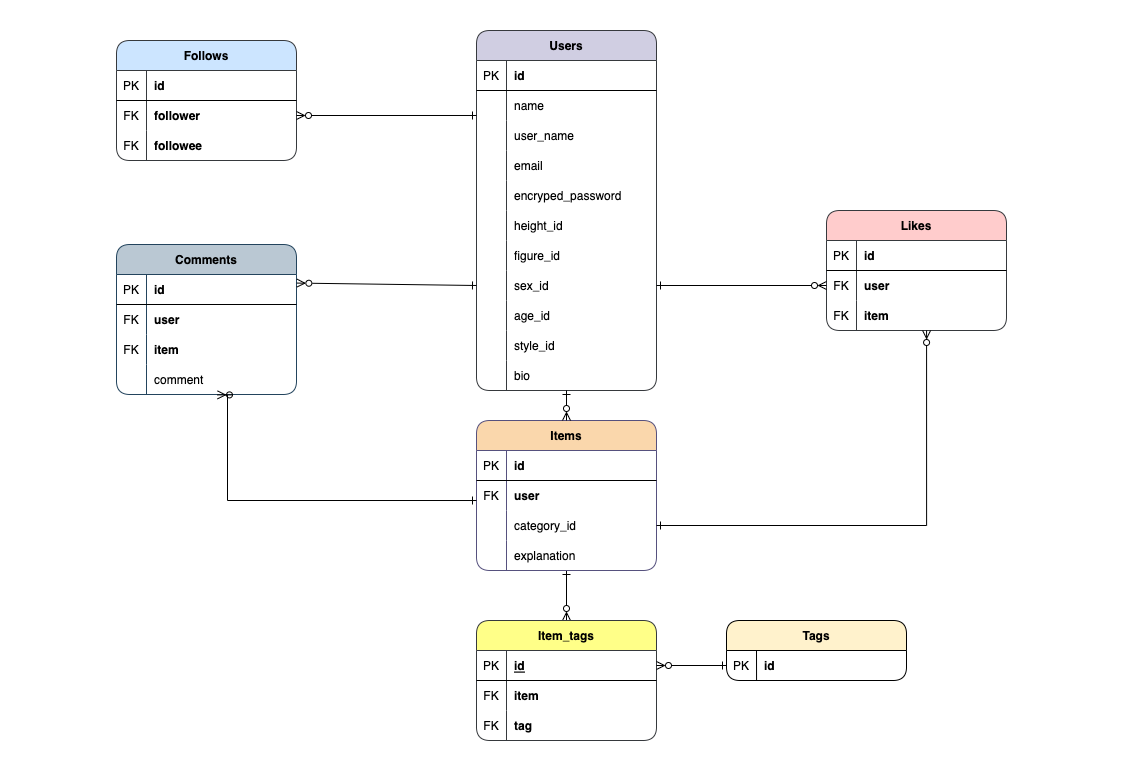 Follows
PK id
FK follower
FK followee
Users
PK id
name
user_name
email
encryped_password
height_id
figure_id
sex_id
age_id
style_id
bio
Likes
PK id
FK user
FK item
Comments
PK id
FK user
FK item
comment
Items
PK id
FK user
category_id
explanation
Item_tags
PK id
FK item
FK tag
Tags
PK id